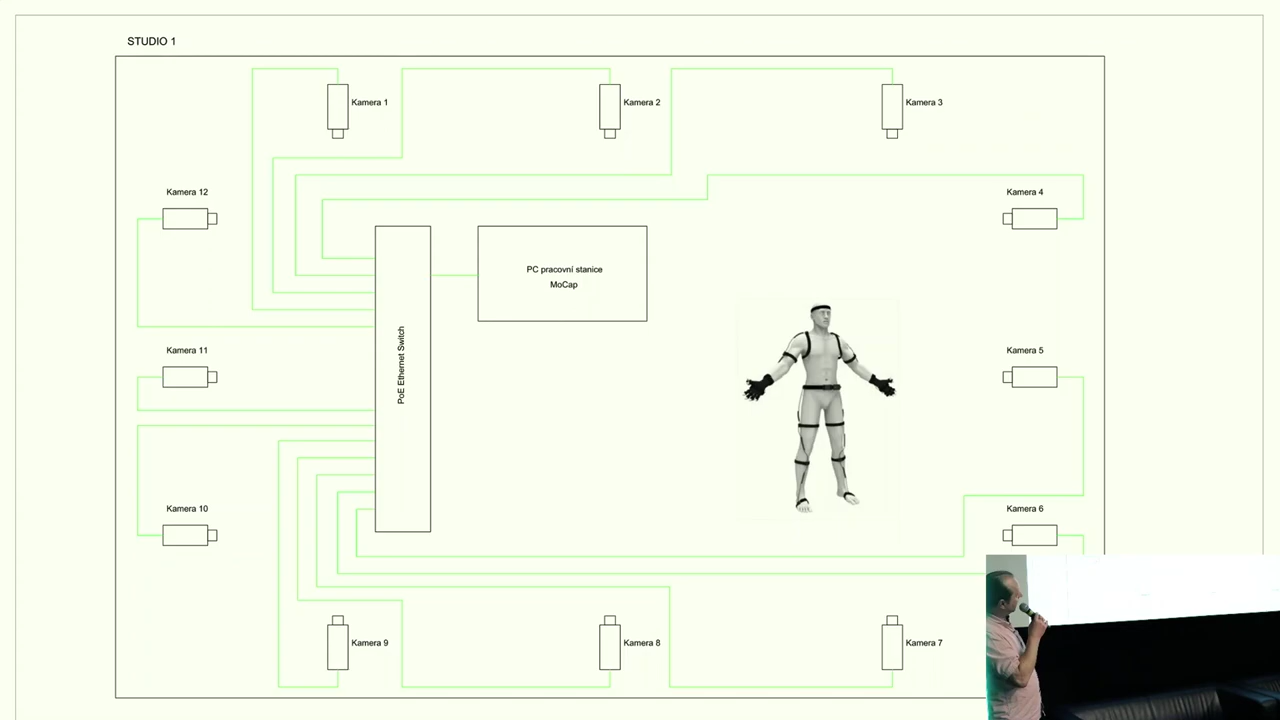 STUDIO 1
Kamera 1
Kamera 2
Kamera 3
Kamera 12
Kamera 4
PC pracovní stanice
MoCap
PoE Ethernet Switch
Kamera 11
Kamera 5
Kamera 10
Kamera 6
Kamera 9
Kamera 8
Kamera 7